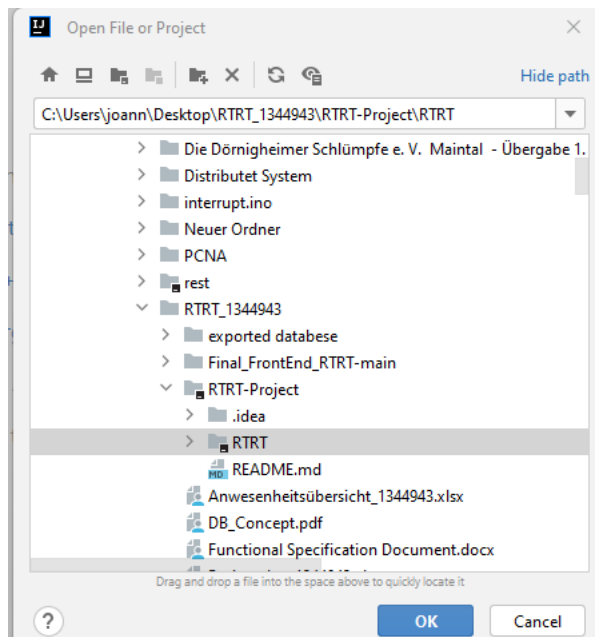 IJ Open File or Project
Hide path
C:\Users\joann\Desktop\RTRT_1344943\RTRT-Project\RTRT
Die Dörnigheimer Schlümpfe e. V. Maintal - Übergabe 1.
Distributet System
interrupt.ino
Neuer Ordner
PCNA
rest
RTRT_1344943
exported databese
Final_FrontEnd_RTRT-main
RTRT-Project
.idea
RTRT
MD README.md
Anwesenheitsübersicht_1344943.xlsx
DB_Concept.pdf
Functional Specification Document.docx
Drag and drop a file into the space above to quickly locate it
? OK Cancel